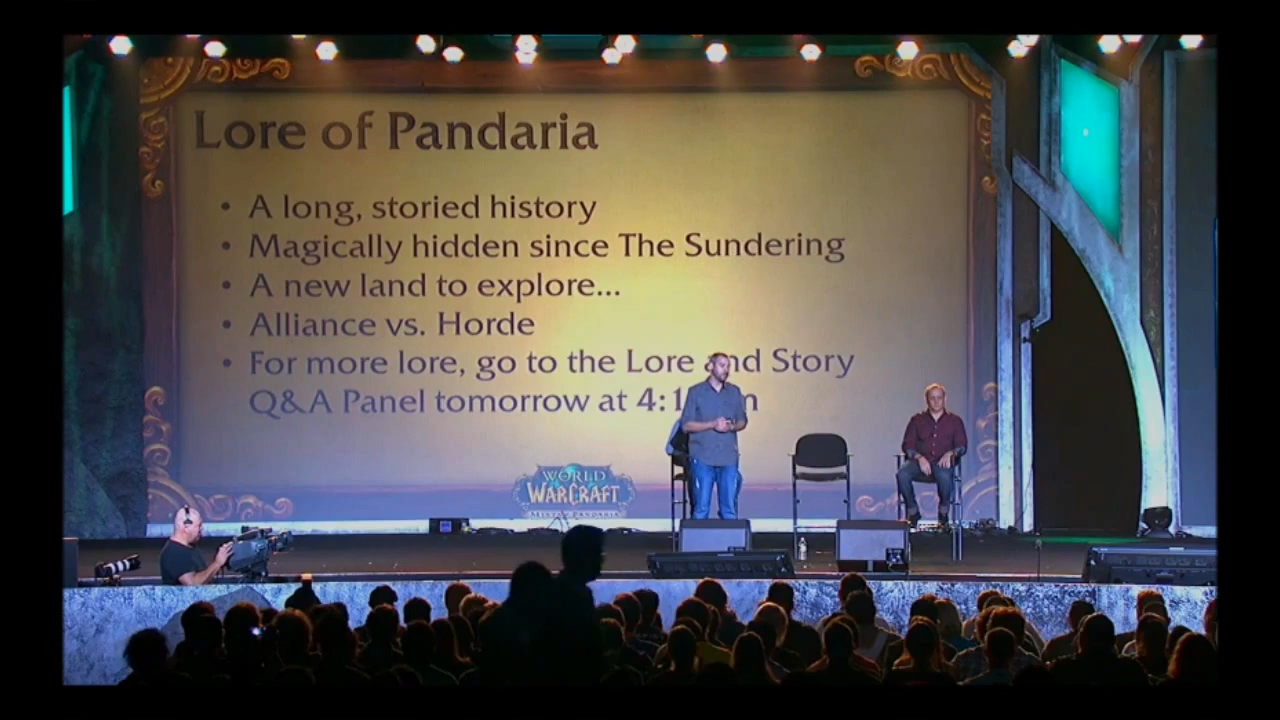 Lore of Pandaria
• A long, storied history
• Magically hidden since The Sundering
• A new land to explore...
• Alliance vs. Horde
• For more lore, go to the Lore and Story
Q&A Panel tomorrow at
WORLD
WARCRAFT